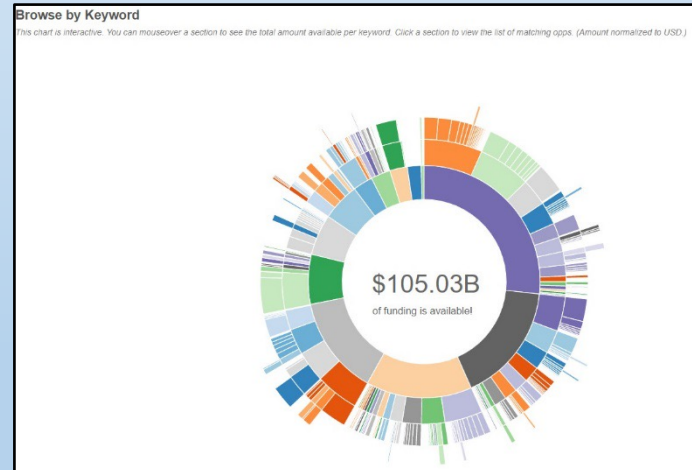 Browse by Keyword
This chart is interactive. You can mouseover a section to see the total amount available per keyword. Click a section to view the list of matching opps. (Amount normalized to USD.)
$105.03B
of funding is available!